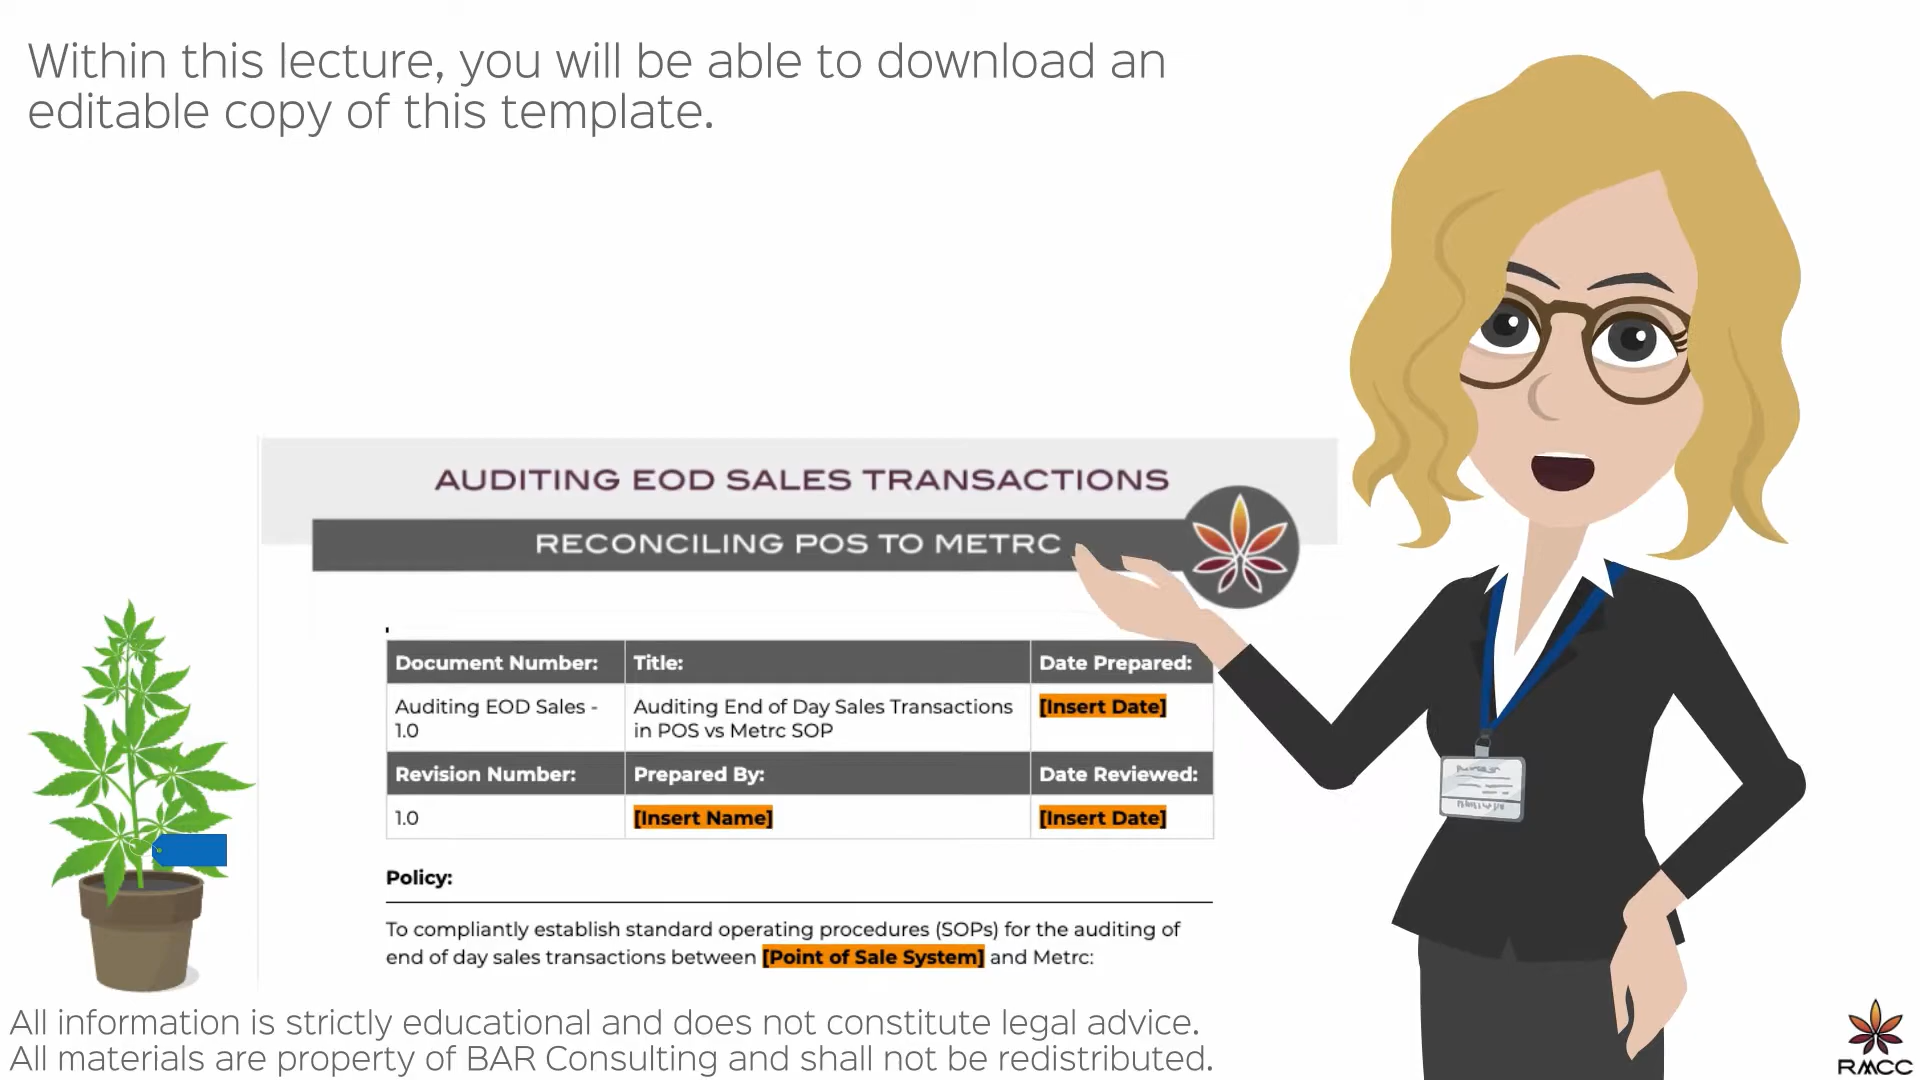 Within this lecture, you will be able to download an
editable copy of this template.
AUDITING EOD SALES TRANSACTIONS
RECONCILING POS TO METRC
Document Number: Title: Date Prepared:
Auditing EOD Sales - Auditing End of Day Sales Transactions [Insert Date]
1.0 in POS vs Metrc SOP
Revision Number: Prepared By: Date Reviewed:
1.0 [Insert Name] [Insert Date]
Policy:
To compliantly establish standard operating procedures (SOPs) for the auditing of
end of day sales transactions between [Point of Sale System] and Metrc:
All information is strictly educational and does not constitute legal advice.
All materials are property of BAR Consulting and shall not be redistributed.
RMCC